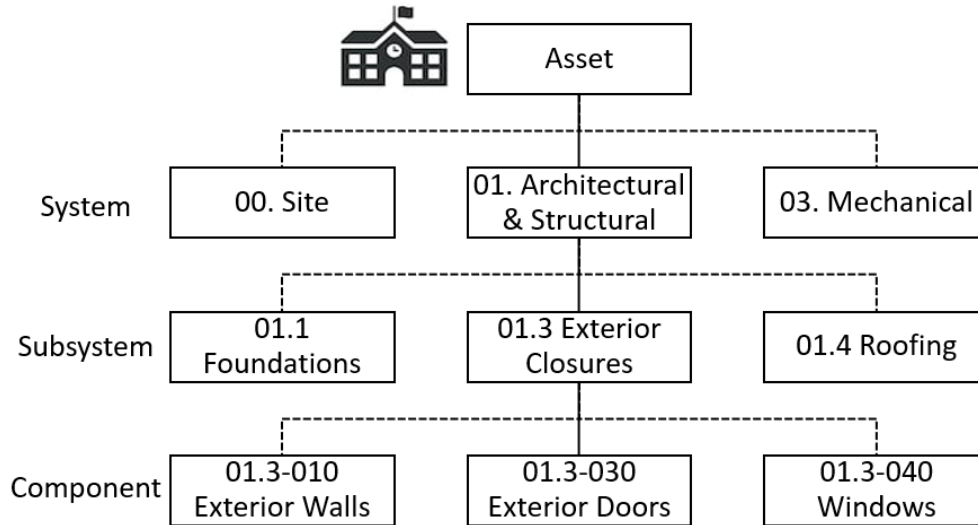 Asset
System
00. Site
01. Architectural
& Structural
03. Mechanical
Subsystem
01.1
Foundations
01.3 Exterior
Closures
01.4 Roofing
Component
01.3-010
Exterior Walls
01.3-030
Exterior Doors
01.3-040
Windows